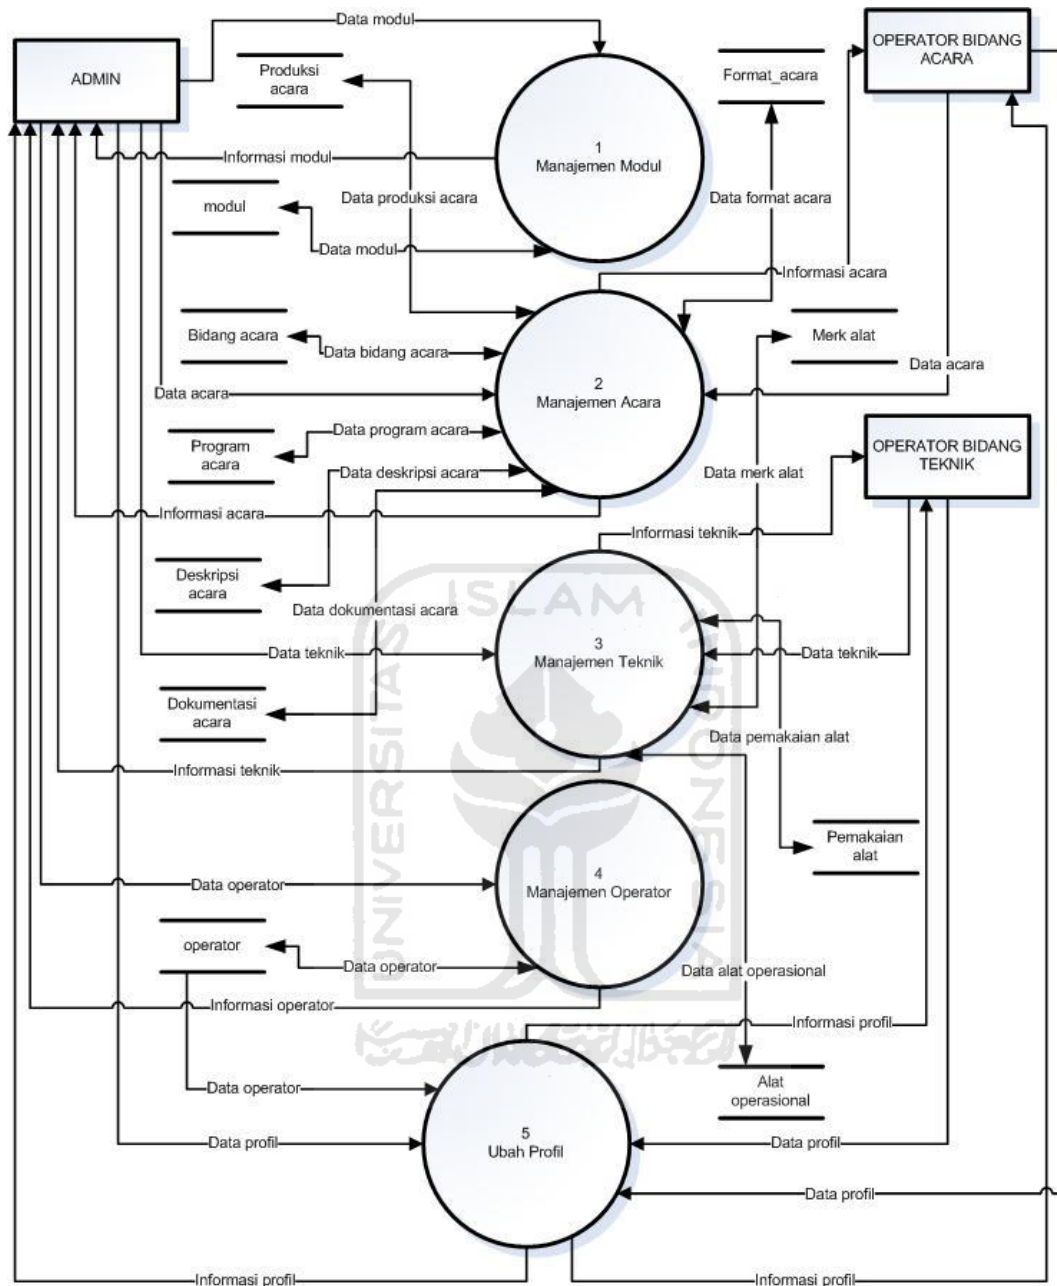 Data modul
OPERATOR BIDANG
ACARA
ADMIN
Produksi
acara
Format_acara
1
Manajemen Modul
Informasi modul
Data produksi acara
Data format acara
modul
Data modul
Informasi acara
Bidang acara
Data bidang acara
Merk alat
Data acara
2
Manajemen Acara
Data acara
Program
acara
Data program acara
OPERATOR BIDANG
TEKNIK
Data deskripsi acara
Data merk alat
Informasi acara
Informasi teknik
Deskripsi
acara
Data dokumentasi acara
3
Manajemen Teknik
Data teknik
Data teknik
Dokumentasi
acara
Data pemakaian alat
Informasi teknik
Pemakaian
alat
4
Manajemen Operator
Data operator
operator
Data operator
Data alat operasional
Informasi operator
Informasi profil
Data operator
Alat
operasional
5
Ubah Profil
Data profil
Data profil
Data profil
Informasi profil
Informasi profil
UNIVERSITAS
ISLAM
INDONESIA